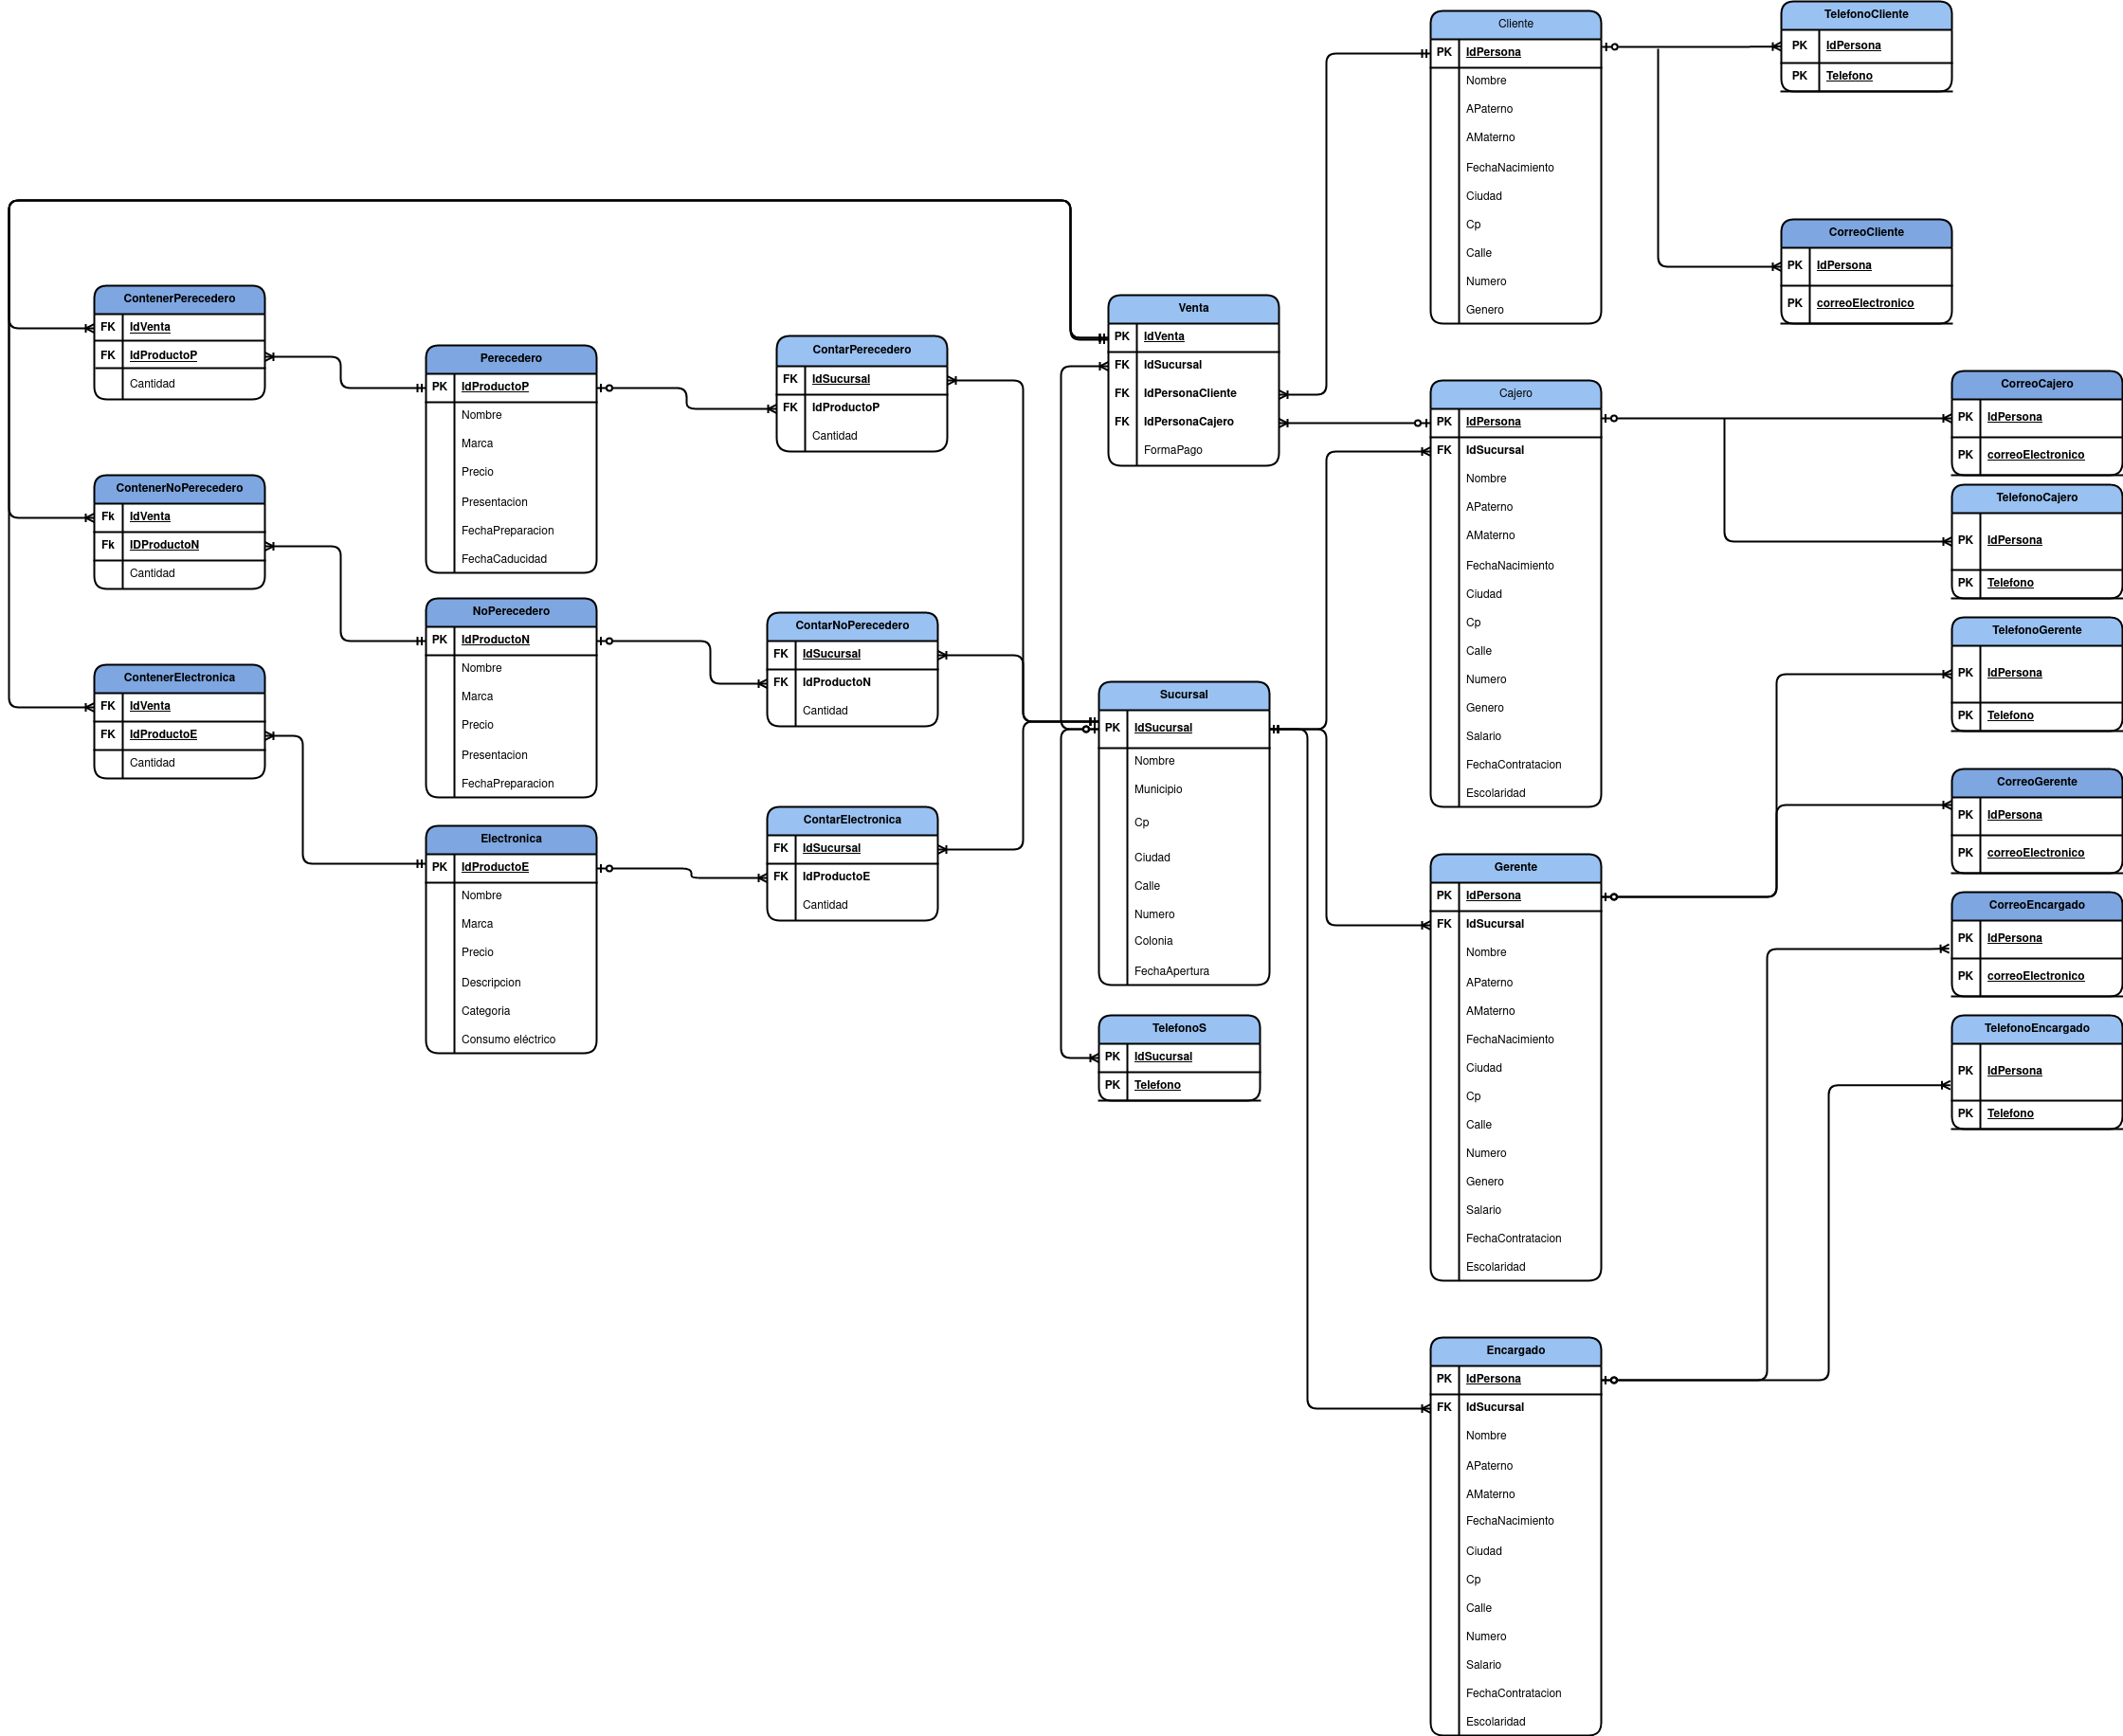 Cliente
PK IdPersona
Nombre
APaterno
AMaterno
FechaNacimiento
Ciudad
Cp
Calle
Numero
Genero
TelefonoCliente
PK IdPersona
PK Telefono
CorreoCliente
PK IdPersona
PK correoElectronico
ContenerPerecedero
FK IdVenta
FK IdProductoP
Cantidad
ContenerNoPerecedero
Fk IdVenta
Fk IDProductoN
Cantidad
ContenerElectronica
FK IdVenta
FK IdProductoE
Cantidad
Perecedero
PK IdProductoP
Nombre
Marca
Precio
Presentacion
FechaPreparacion
FechaCaducidad
NoPerecedero
PK IdProductoN
Nombre
Marca
Precio
Presentacion
FechaPreparacion
Electronica
PK IdProductoE
Nombre
Marca
Precio
Descripcion
Categoria
Consumo eléctrico
ContarPerecedero
FK IdSucursal
FK IdProductoP
Cantidad
ContarNoPerecedero
FK IdSucursal
FK IdProductoN
Cantidad
ContarElectronica
FK IdSucursal
FK IdProductoE
Cantidad
Venta
PK IdVenta
FK IdSucursal
FK IdPersonaCliente
FK IdPersonaCajero
FormaPago
Sucursal
PK IdSucursal
Nombre
Municipio
Cp
Ciudad
Calle
Numero
Colonia
FechaApertura
TelefonoS
PK IdSucursal
PK Telefono
Cajero
PK IdPersona
FK IdSucursal
Nombre
APaterno
AMaterno
FechaNacimiento
Ciudad
Cp
Calle
Numero
Genero
Salario
FechaContratacion
Escolaridad
Gerente
PK IdPersona
FK IdSucursal
Nombre
APaterno
AMaterno
FechaNacimiento
Ciudad
Cp
Calle
Numero
Genero
Salario
FechaContratacion
Escolaridad
Encargado
PK IdPersona
FK IdSucursal
Nombre
APaterno
AMaterno
FechaNacimiento
Ciudad
Cp
Calle
Numero
Salario
FechaContratacion
Escolaridad
CorreoCajero
PK IdPersona
PK correoElectronico
TelefonoCajero
PK IdPersona
PK Telefono
TelefonoGerente
PK IdPersona
PK Telefono
CorreoGerente
PK IdPersona
PK correoElectronico
CorreoEncargado
PK IdPersona
PK correoElectronico
TelefonoEncargado
PK IdPersona
PK Telefono